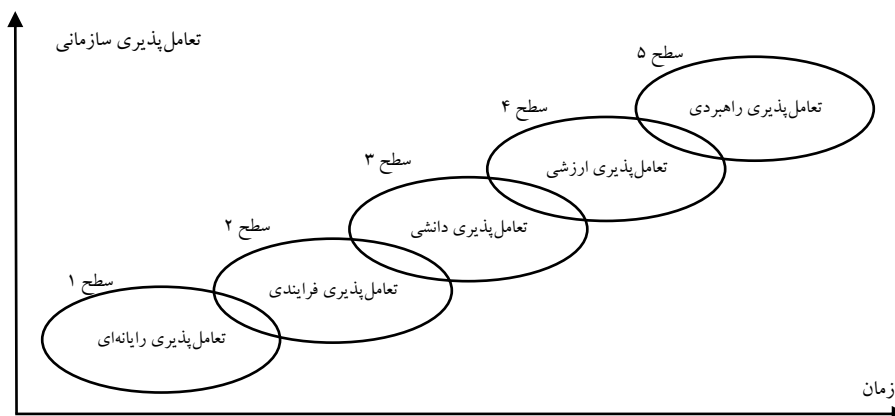 تعامل‌پذیری سازمانی
سطح ۵
تعامل‌پذیری راهبردی
سطح ۴
تعامل‌پذیری ارزشی
سطح ۳
تعامل‌پذیری دانشی
سطح ۲
تعامل‌پذیری فرایندی
سطح ۱
تعامل‌پذیری رایانه‌ای
زمان